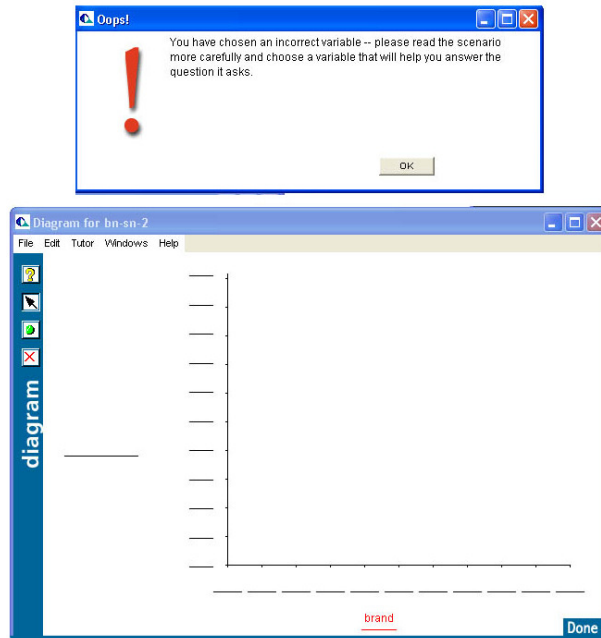 Oops!
You have chosen an incorrect variable -- please read the scenario
more carefully and choose a variable that will help you answer the
question it asks.
OK
Diagram for bn-sn-2
File Edit Tutor Windows Help
diagram
brand
Done